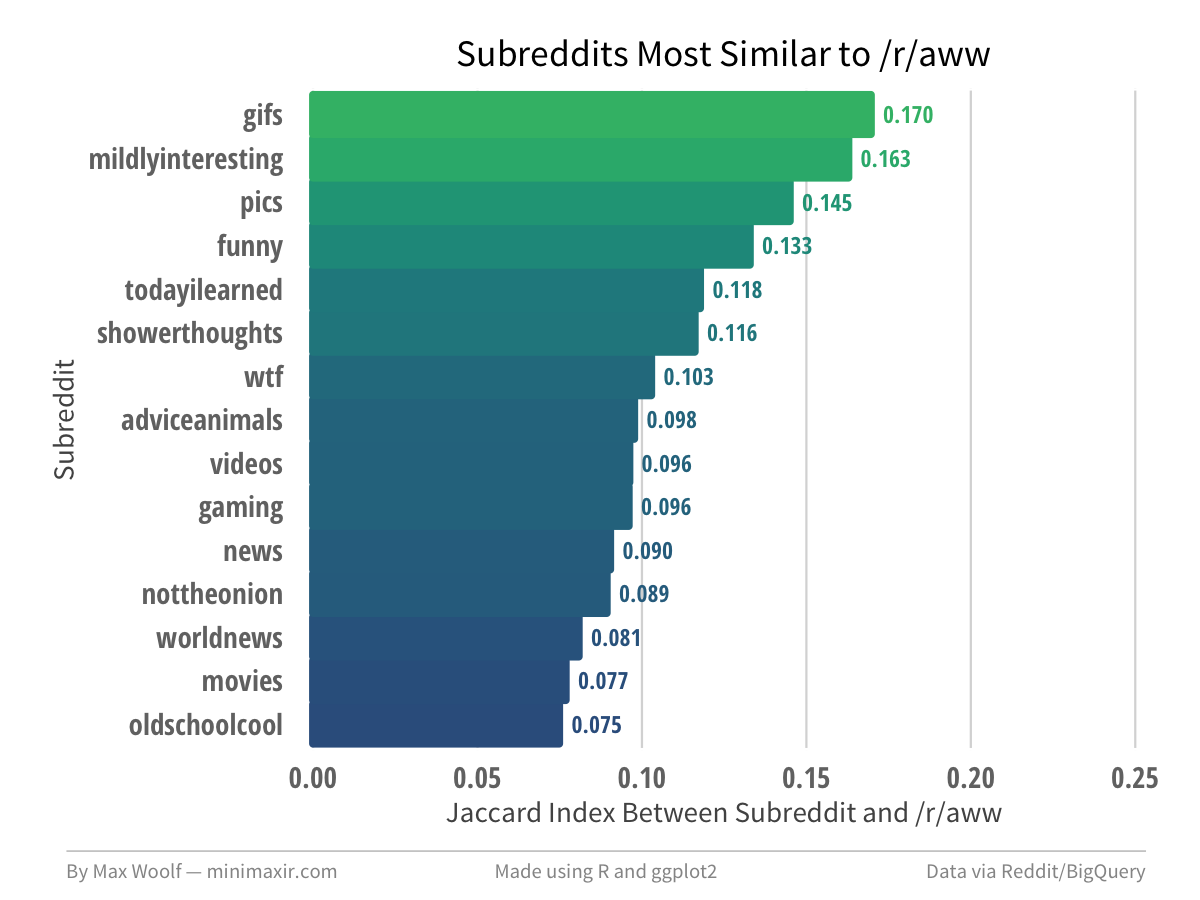 Subreddits Most Similar to /r/aww
Subreddit
gifs 0.170
mildlyinteresting 0.163
pics 0.145
funny 0.133
todayilearned 0.118
showerthoughts 0.116
wtf 0.103
adviceanimals 0.098
videos 0.096
gaming 0.096
news 0.090
nottheonion 0.089
worldnews 0.081
movies 0.077
oldschoolcool 0.075
0.00 0.05 0.10 0.15 0.20 0.25
Jaccard Index Between Subreddit and /r/aww
By Max Woolf — minimaxir.com Made using R and ggplot2 Data via Reddit/BigQuery